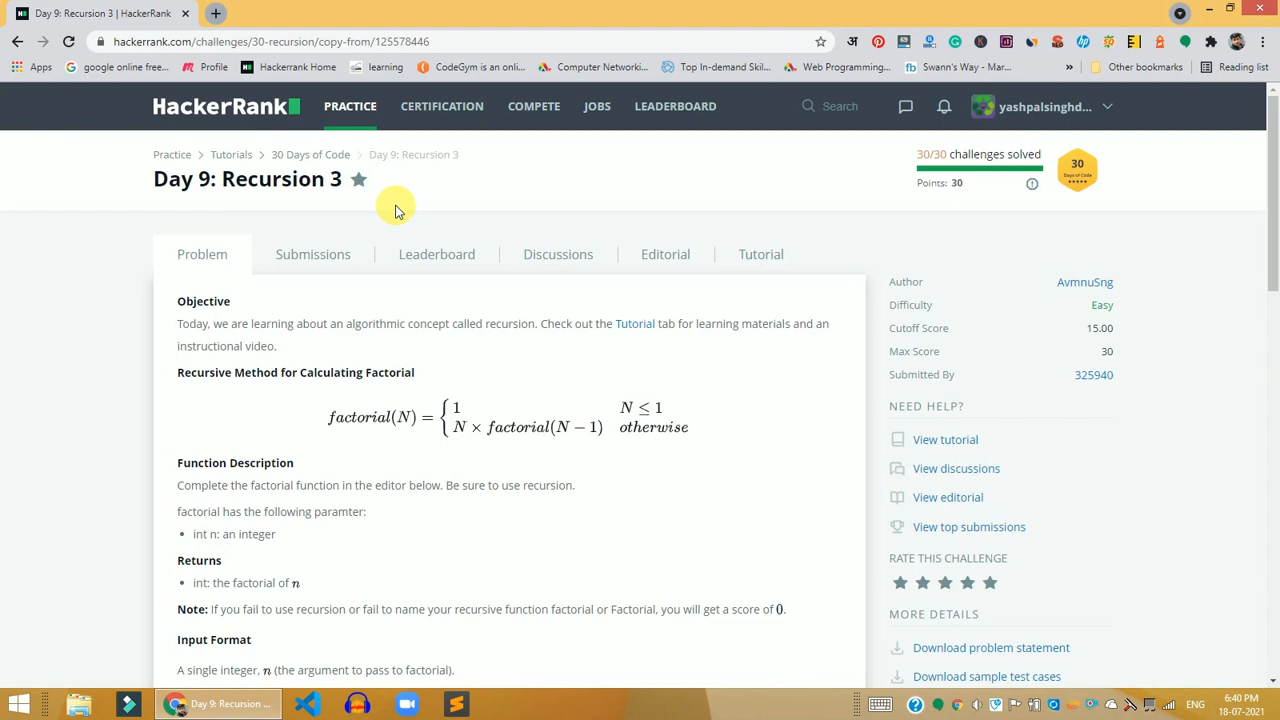 Day 9: Recursion 3 | HackerRank
hackerrank.com/challenges/30-recursion/copy-from/125578446
Apps
google online free...
Profile
Hackerrank Home
learning
CodeGym is an onli...
Computer Networki...
Top In-demand Skil...
Web Programming...
Swann's Way - Mar...
»
Other bookmarks
Reading list
HackerRank
PRACTICE
CERTIFICATION
COMPETE
JOBS
LEADERBOARD
Search
yashpalsinghd...
Practice > Tutorials > 30 Days of Code > Day 9: Recursion 3
Day 9: Recursion 3
30/30 challenges solved
Points: 30
30
Days of Code
Problem
Submissions
Leaderboard
Discussions
Editorial
Tutorial
Objective
Today, we are learning about an algorithmic concept called recursion. Check out the Tutorial tab for learning materials and an
instructional video.
Recursive Method for Calculating Factorial
factorial(N) = { 1 N ≤ 1
N × factorial(N − 1) otherwise
Function Description
Complete the factorial function in the editor below. Be sure to use recursion.
factorial has the following paramter:
• int n: an integer
Returns
• int: the factorial of n
Note: If you fail to use recursion or fail to name your recursive function factorial or Factorial, you will get a score of 0.
Input Format
A single integer, n (the argument to pass to factorial).
Author AvmnuSng
Difficulty Easy
Cutoff Score 15.00
Max Score 30
Submitted By 325940
NEED HELP?
View tutorial
View discussions
View editorial
View top submissions
RATE THIS CHALLENGE
MORE DETAILS
Download problem statement
Download sample test cases
Day 9: Recursion ...
ENG
6:40 PM
18-07-2021